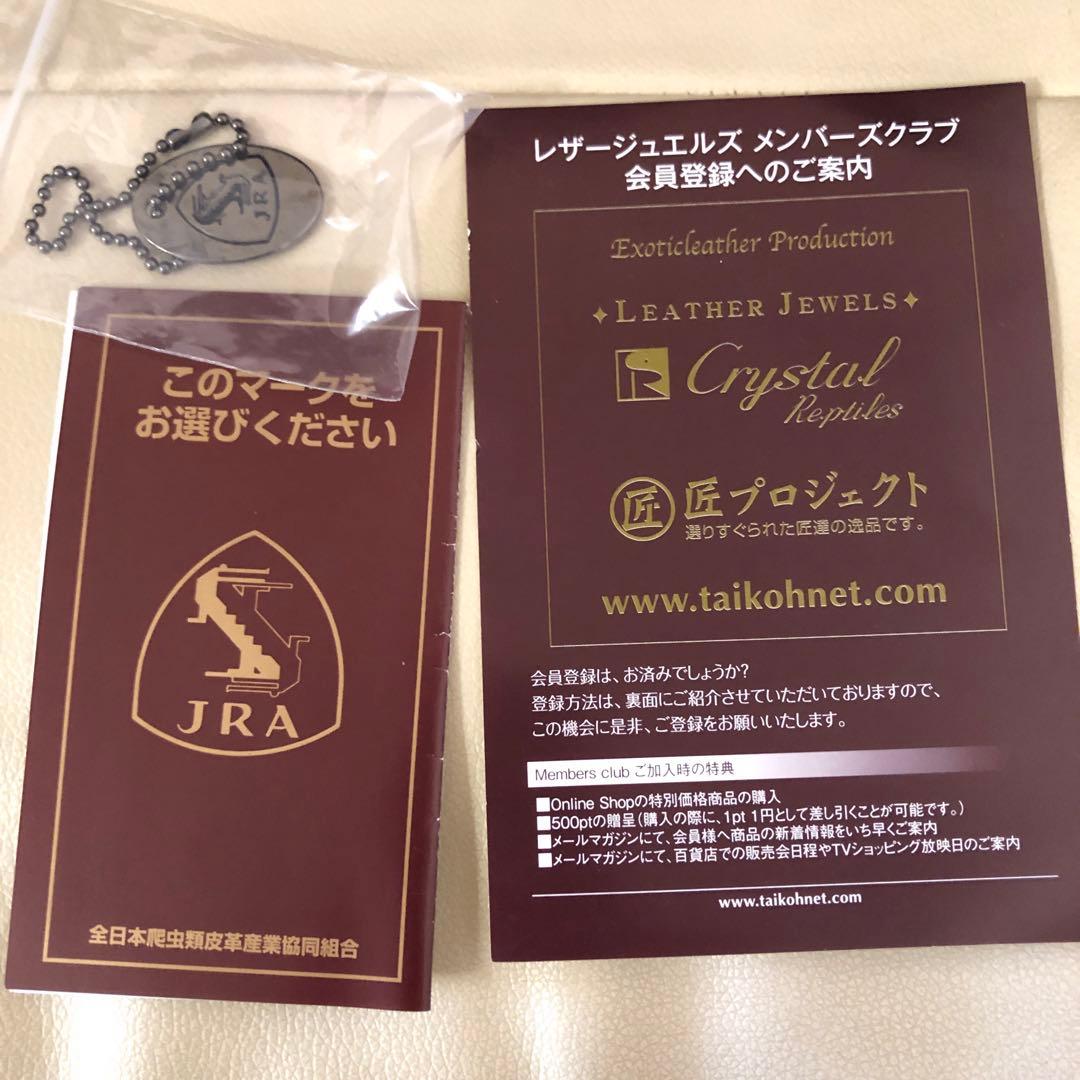 JRA
このマークを
お選びください
JRA
全日本爬虫類皮革産業協同組合
レザージュエルズ メンバーズクラブ
会員登録へのご案内
Exoticleather Production
LEATHER JEWELS
Crystal
Reptiles
匠 匠プロジェクト
選りすぐられた匠達の逸品です。
www.taikohnet.com
会員登録は、お済みでしょうか?
登録方法は、裏面にご紹介させていただいておりますので、
この機会に是非、ご登録をお願いいたします。
Members club ご加入時の特典
■Online Shopの特別価格商品の購入
■500ptの贈呈(購入の際に、1pt 1円として差し引くことが可能です。)
■メールマガジンにて、会員様へ商品の新着情報をいち早くご案内
■メールマガジンにて、百貨店での販売会日程やTVショッピング放映日のご案内
www.taikohnet.com